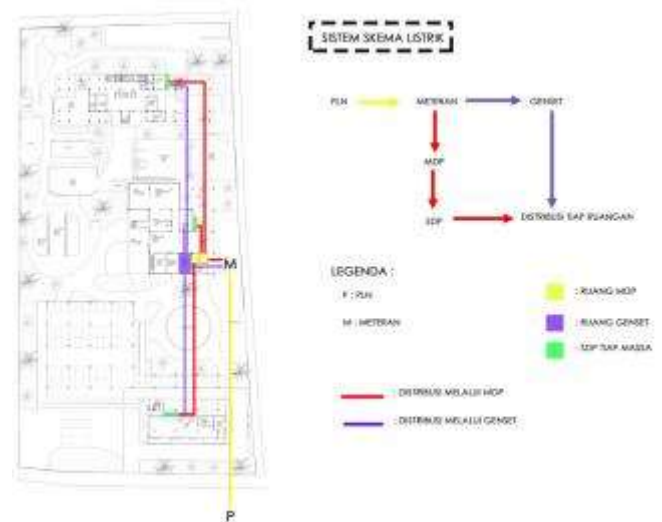 SISTEM SKEMA LISTRIK
PLN
METERAN
GENSET
MDP
SDP
DISTRIBUSI TIAP RUANGAN
LEGENDA :
P : PLN
M : METERAN
: RUANG MDP
: RUANG GENSET
: SDP TIAP MASSA
: DISTRIBUSI MELALUI MDP
: DISTRIBUSI MELALUI GENSET
M
P